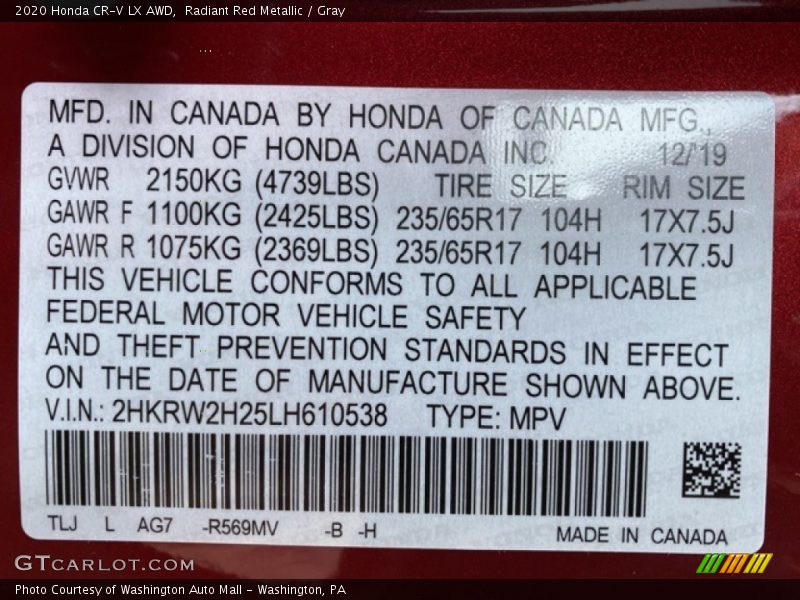 2020 Honda CR-V LX AWD, Radiant Red Metallic / Gray
MFD. IN CANADA BY HONDA OF CANADA MFG.,
A DIVISION OF HONDA CANADA INC. 12/'19
GVWR 2150KG (4739LBS) TIRE SIZE RIM SIZE
GAWR F 1100KG (2425LBS) 235/65R17 104H 17X7.5J
GAWR R 1075KG (2369LBS) 235/65R17 104H 17X7.5J
THIS VEHICLE CONFORMS TO ALL APPLICABLE
FEDERAL MOTOR VEHICLE SAFETY
AND THEFT PREVENTION STANDARDS IN EFFECT
ON THE DATE OF MANUFACTURE SHOWN ABOVE.
V.I.N.: 2HKRW2H25LH610538 TYPE: MPV
TLJ L AG7 -R569MV -B -H
MADE IN CANADA
GTCARLOT.COM
Photo Courtesy of Washington Auto Mall - Washington, PA